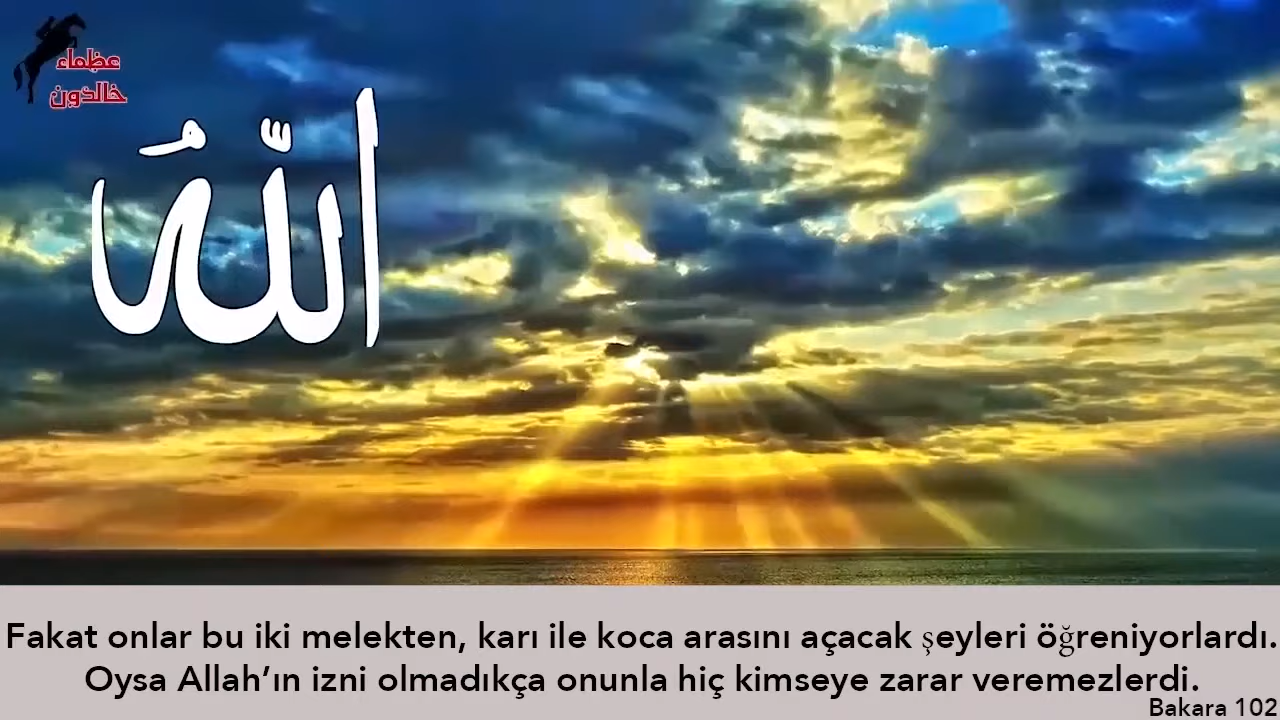 عظماء
خالدون
اللهُ
Fakat onlar bu iki melekten, karı ile koca arasını açacak şeyleri öğreniyorlardı.
Oysa Allah’ın izni olmadıkça onunla hiç kimseye zarar veremezlerdi.
Bakara 102